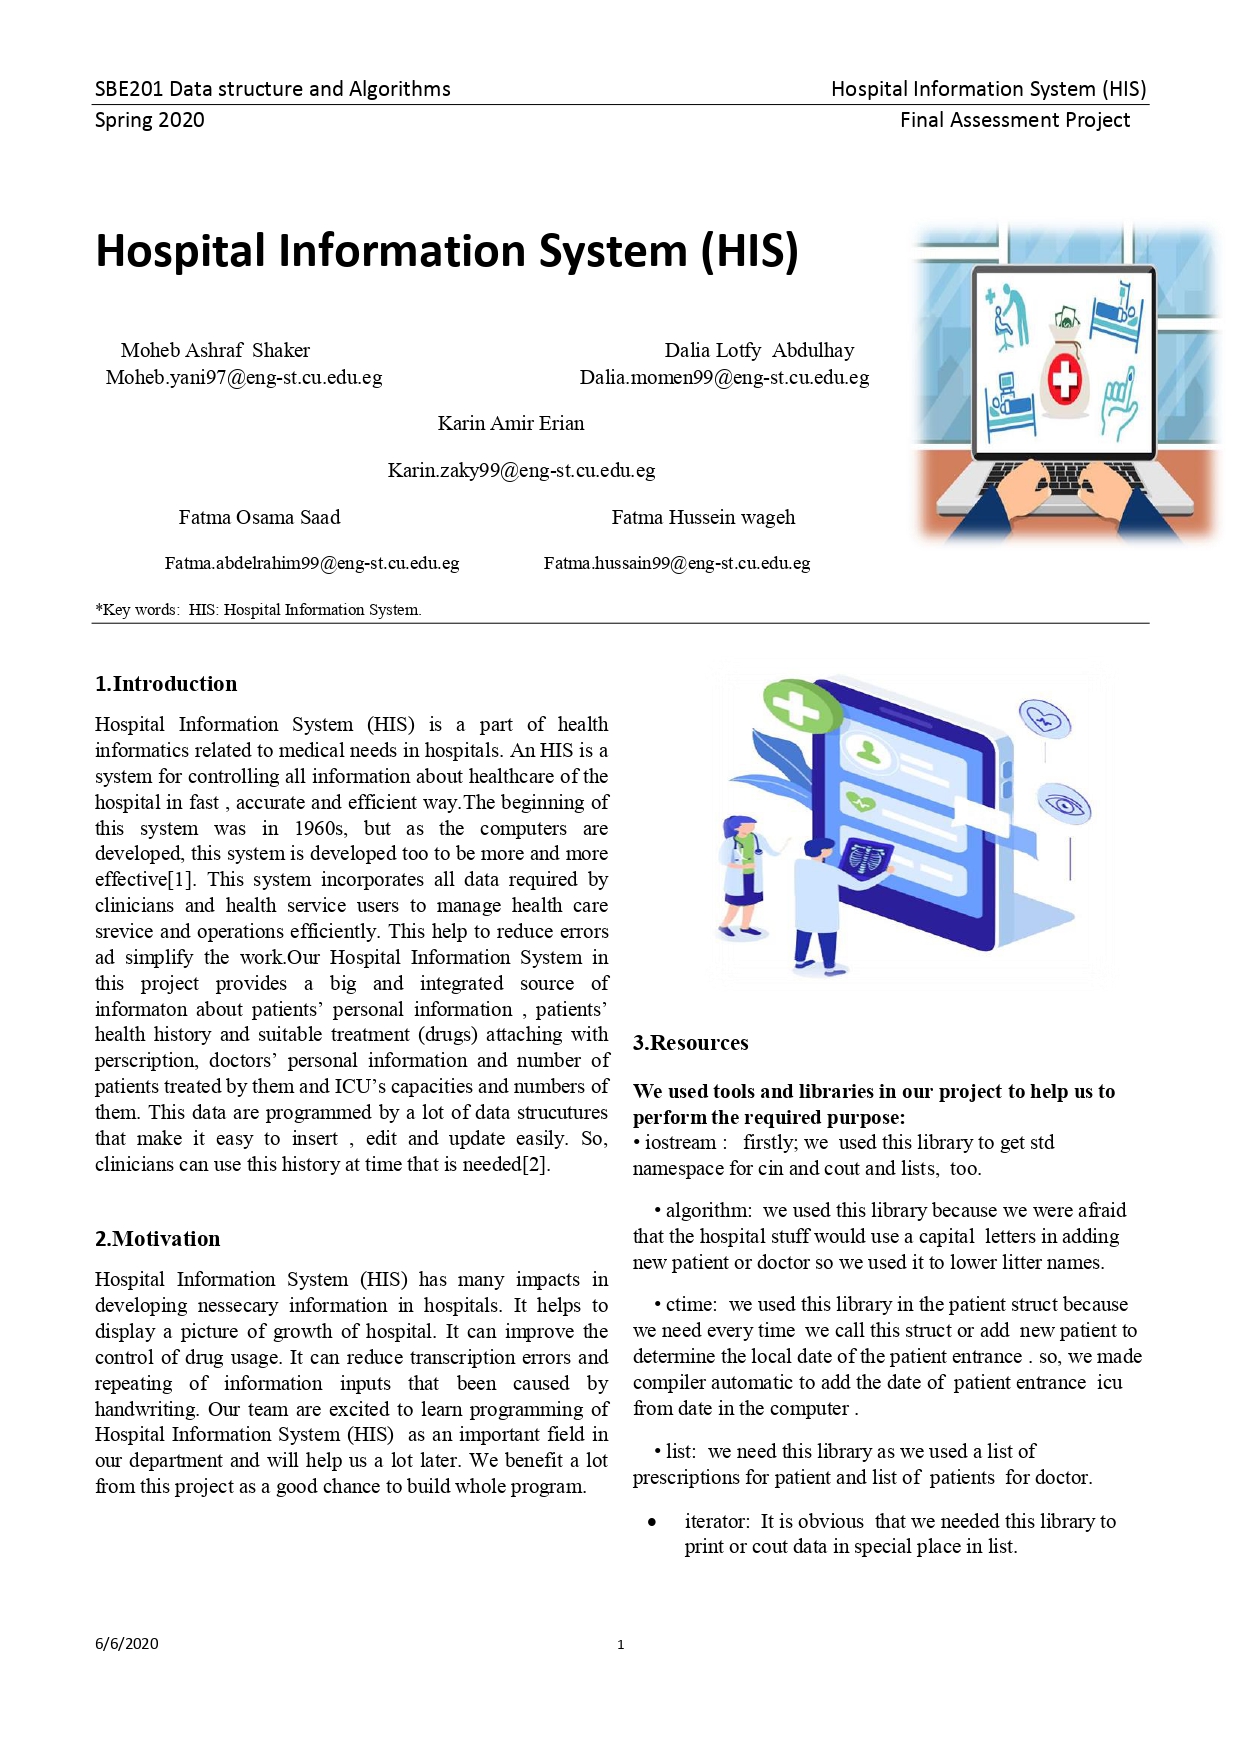 SBE201 Data structure and Algorithms Hospital Information System (HIS)
Spring 2020 Final Assessment Project
Hospital Information System (HIS)
Moheb Ashraf Shaker Dalia Lotfy Abdulhay
Moheb.yani97@eng-st.cu.edu.eg Dalia.momen99@eng-st.cu.edu.eg
Karin Amir Erian
Karin.zaky99@eng-st.cu.edu.eg
Fatma Osama Saad Fatma Hussein wageh
Fatma.abdelrahim99@eng-st.cu.edu.eg Fatma.hussain99@eng-st.cu.edu.eg
*Key words: HIS: Hospital Information System.
1.Introduction
Hospital Information System (HIS) is a part of health
informatics related to medical needs in hospitals. An HIS is a
system for controlling all information about healthcare of the
hospital in fast , accurate and efficient way.The beginning of
this system was in 1960s, but as the computers are
developed, this system is developed too to be more and more
effective[1]. This system incorporates all data required by
clinicians and health service users to manage health care
srevice and operations efficiently. This help to reduce errors
ad simplify the work.Our Hospital Information System in
this project provides a big and integrated source of
informaton about patients’ personal information , patients’
health history and suitable treatment (drugs) attaching with
perscription, doctors’ personal information and number of
patients treated by them and ICU’s capacities and numbers of
them. This data are programmed by a lot of data strucutures
that make it easy to insert , edit and update easily. So,
clinicians can use this history at time that is needed[2].
2.Motivation
Hospital Information System (HIS) has many impacts in
developing nessecary information in hospitals. It helps to
display a picture of growth of hospital. It can improve the
control of drug usage. It can reduce transcription errors and
repeating of information inputs that been caused by
handwriting. Our team are excited to learn programming of
Hospital Information System (HIS) as an important field in
our department and will help us a lot later. We benefit a lot
from this project as a good chance to build whole program.
3.Resources
We used tools and libraries in our project to help us to
perform the required purpose:
• iostream : firstly; we used this library to get std
namespace for cin and cout and lists, too.
• algorithm: we used this library because we were afraid
that the hospital stuff would use a capital letters in adding
new patient or doctor so we used it to lower litter names.
• ctime: we used this library in the patient struct because
we need every time we call this struct or add new patient to
determine the local date of the patient entrance . so, we made
compiler automatic to add the date of patient entrance icu
from date in the computer .
• list: we need this library as we used a list of
prescriptions for patient and list of patients for doctor.
• iterator: It is obvious that we needed this library to
print or cout data in special place in list.
6/6/2020 1